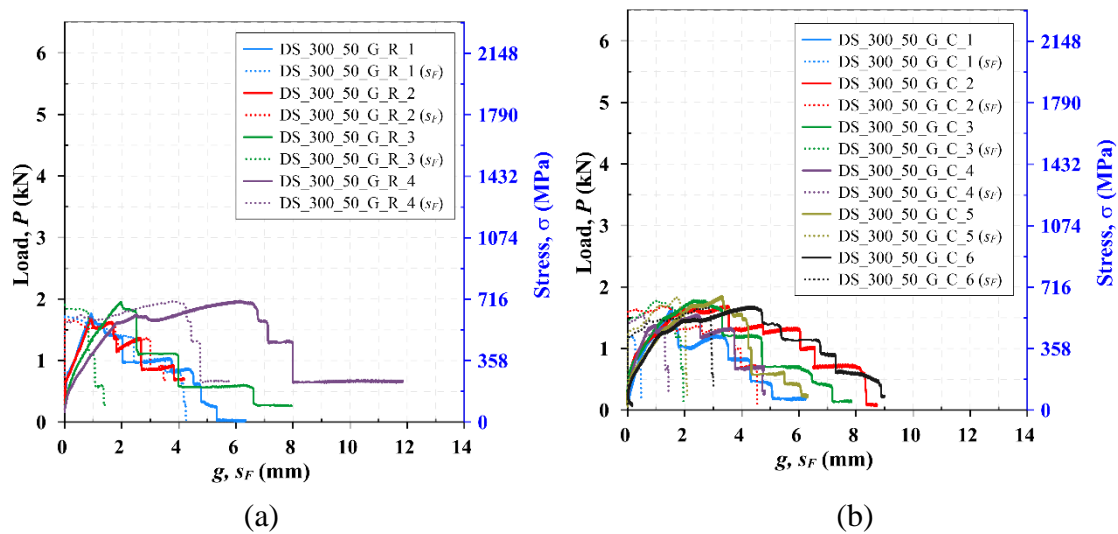 DS_300_50_G_R_1
DS_300_50_G_R_1 (sF)
DS_300_50_G_R_2
DS_300_50_G_R_2 (sF)
DS_300_50_G_R_3
DS_300_50_G_R_3 (sF)
DS_300_50_G_R_4
DS_300_50_G_R_4 (sF)
Load, P (kN)
6
5
4
3
2
1
0
Stress, σ (MPa)
2148
1790
1432
1074
716
358
0
0 2 4 6 8 10 12 14
g, sF (mm)
(a)
DS_300_50_G_C_1
DS_300_50_G_C_1 (sF)
DS_300_50_G_C_2
DS_300_50_G_C_2 (sF)
DS_300_50_G_C_3
DS_300_50_G_C_3 (sF)
DS_300_50_G_C_4
DS_300_50_G_C_4 (sF)
DS_300_50_G_C_5
DS_300_50_G_C_5 (sF)
DS_300_50_G_C_6
DS_300_50_G_C_6 (sF)
Load, P (kN)
6
5
4
3
2
1
0
Stress, σ (MPa)
2148
1790
1432
1074
716
358
0
0 2 4 6 8 10 12 14
g, sF (mm)
(b)